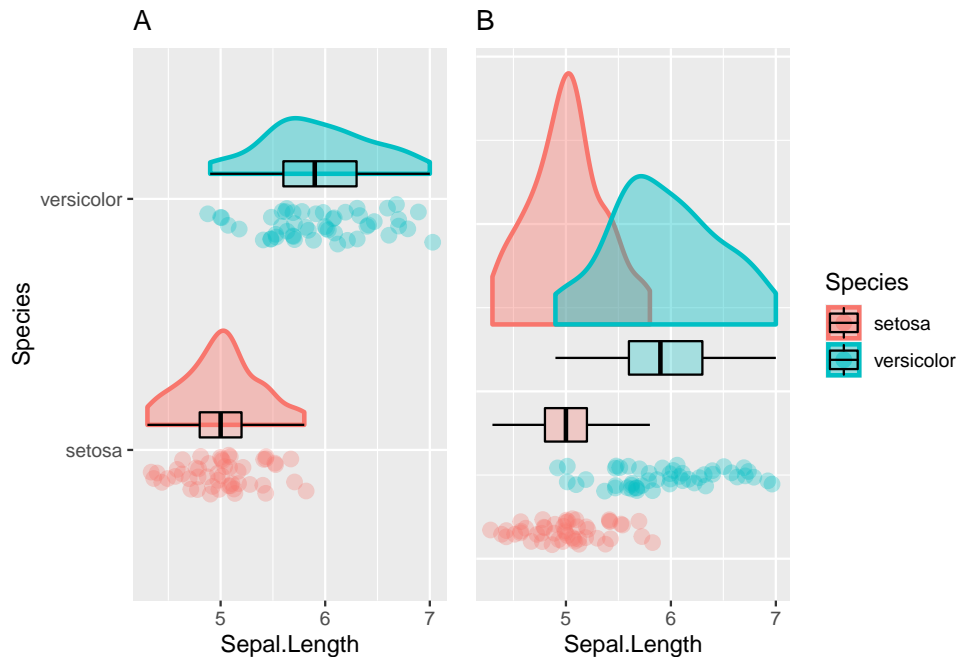 A
B
Species
versicolor
setosa
5 6 7
Sepal.Length
5 6 7
Sepal.Length
Species
setosa
versicolor